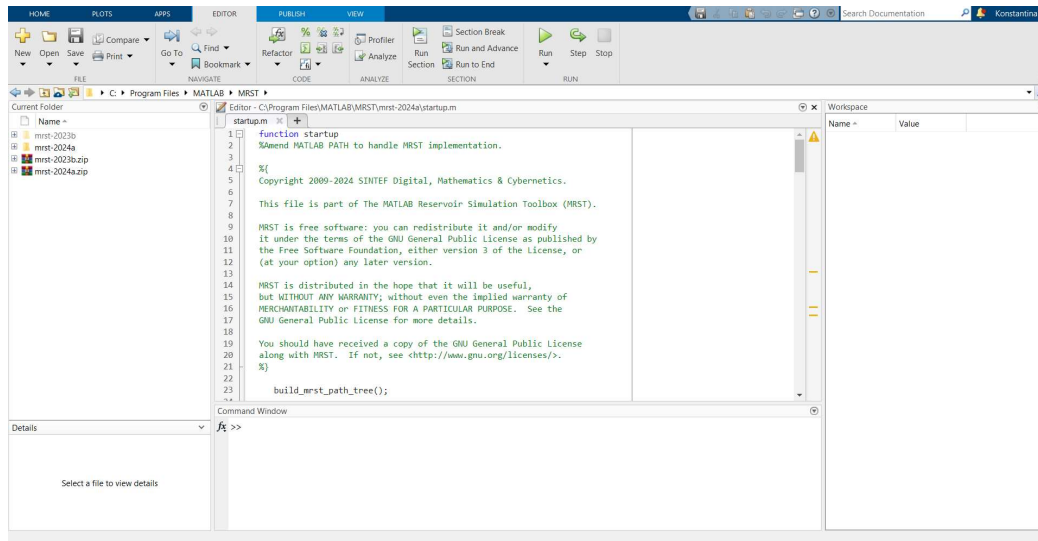 HOME PLOTS APPS EDITOR PUBLISH VIEW
Search Documentation
Konstantina
New
Open
Save
Compare
Print
FILE
Go To
Find
Bookmark
NAVIGATE
Refactor
CODE
Profiler
Analyze
ANALYZE
Run
Section
Section Break
Run and Advance
Run to End
SECTION
Run
Step
Stop
RUN
C: Program Files MATLAB MRST
Current Folder
Name
mrst-2023b
mrst-2024a
mrst-2023b.zip
mrst-2024a.zip
Details
Select a file to view details
Editor - C:\Program Files\MATLAB\MRST\mrst-2024a\startup.m
startup.m
1 function startup
2 %Amend MATLAB PATH to handle MRST implementation.
3
4 %{
5 Copyright 2009-2024 SINTEF Digital, Mathematics & Cybernetics.
6
7 This file is part of The MATLAB Reservoir Simulation Toolbox (MRST).
8
9 MRST is free software: you can redistribute it and/or modify
10 it under the terms of the GNU General Public License as published by
11 the Free Software Foundation, either version 3 of the License, or
12 (at your option) any later version.
13
14 MRST is distributed in the hope that it will be useful,
15 but WITHOUT ANY WARRANTY; without even the implied warranty of
16 MERCHANTABILITY or FITNESS FOR A PARTICULAR PURPOSE.  See the
17 GNU General Public License for more details.
18
19 You should have received a copy of the GNU General Public License
20 along with MRST.  If not, see <http://www.gnu.org/licenses/>.
21 %}
22
23 build_mrst_path_tree();
Command Window
fx >>
Workspace
Name Value